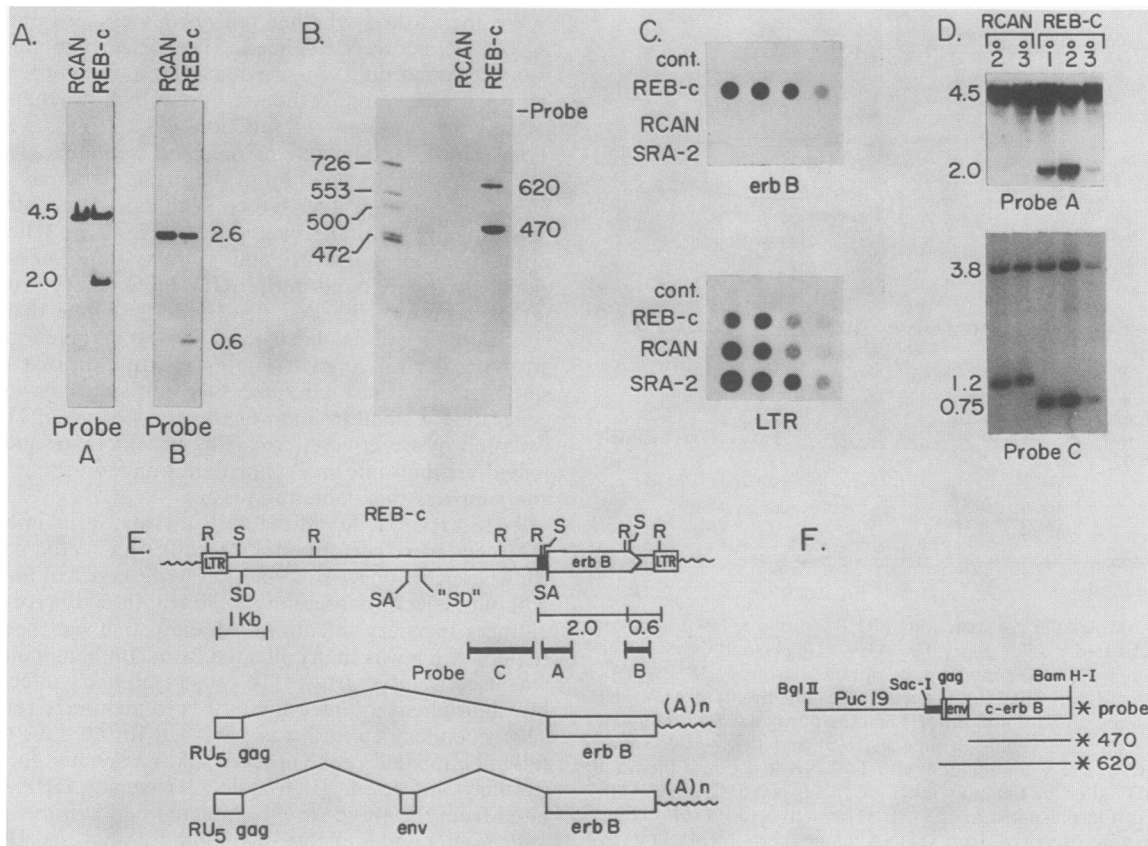 A.
RCAN
REB-c
RCAN
REB-c
4.5
2.0
2.6
0.6
Probe
A
Probe
B
B.
RCAN
REB-c
-Probe
726
553
500
472
620
470
C.
cont.
REB-c
RCAN
SRA-2
erb B
cont.
REB-c
RCAN
SRA-2
LTR
D.
RCAN REB-C
2° 3° 1° 2° 3°
4.5
2.0
Probe A
3.8
1.2
0.75
Probe C
E.
REB-c
R S R R R S R S R
LTR erb B LTR
SD SA "SD" SA
1 Kb
2.0 0.6
Probe C A B
(A)n
RU5 gag erb B
(A)n
RU5 gag env erb B
F.
Bgl II Puc 19 Sac-I gag Bam H-I
env c-erb B
* probe
* 470
* 620